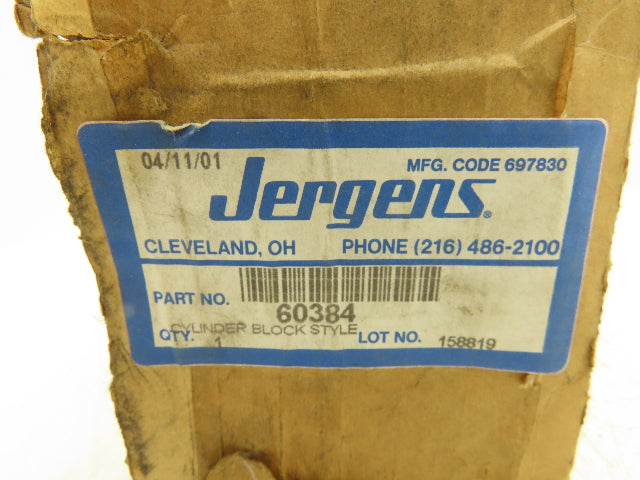 04/11/01 MFG. CODE 697830
Jergens®
CLEVELAND, OH PHONE (216) 486-2100
PART NO. 60384
CYLINDER BLOCK STYLE
QTY. 1 LOT NO. 158819